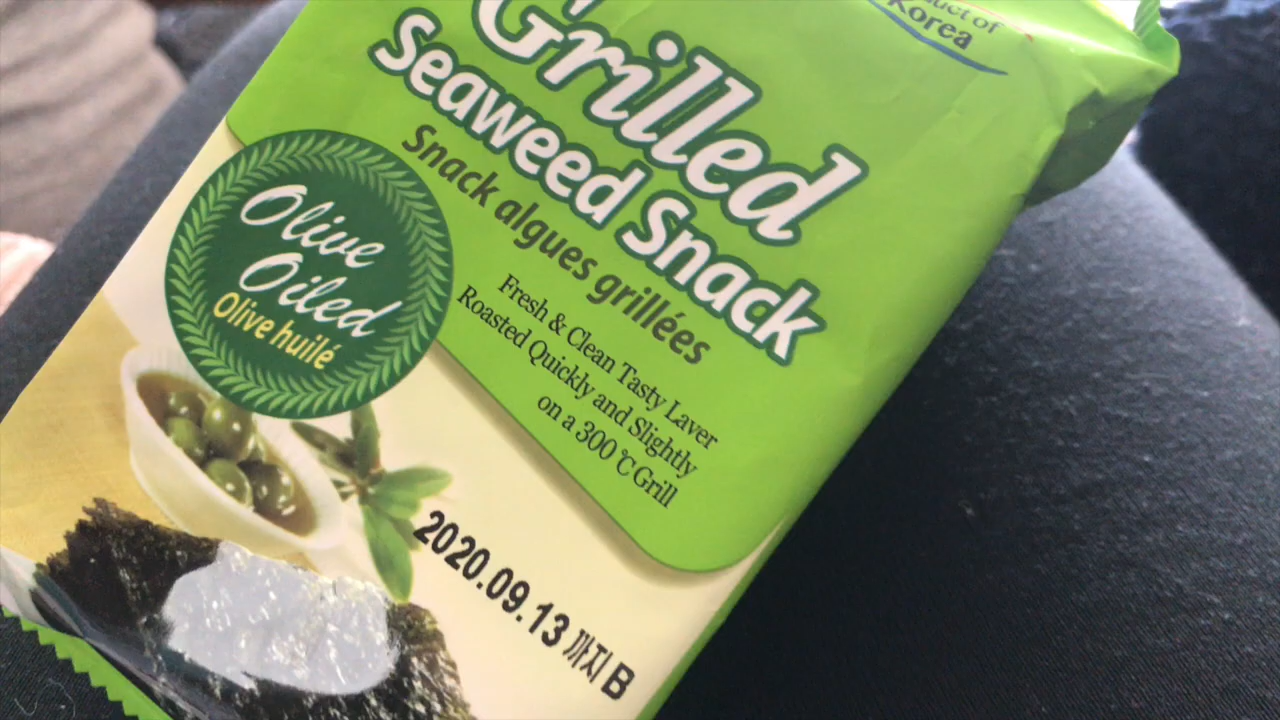 Product of
Korea
Grilled
Seaweed Snack
Snack algues grillées
Fresh & Clean Tasty Laver
Roasted Quickly and Slightly
on a 300℃ Grill
Olive
Oiled
Olive huilé
2020.09.13 까지 B